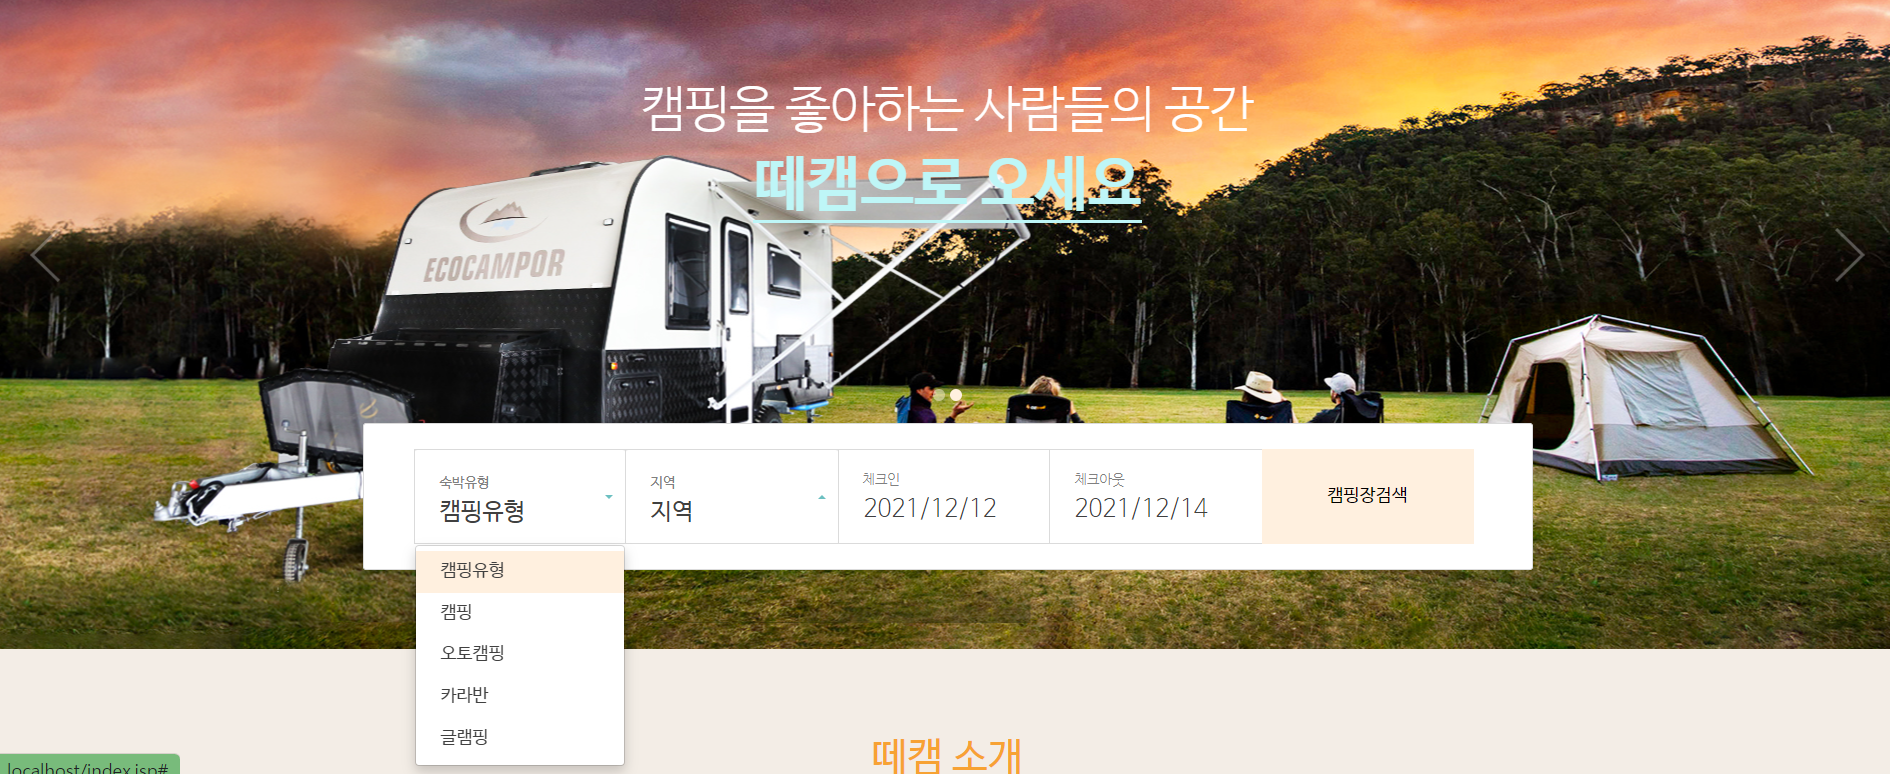 캠핑을 좋아하는 사람들의 공간
떼캠으로 오세요
ECOCAMPOR
숙박유형
캠핑유형
지역
지역
체크인
2021/12/12
체크아웃
2021/12/14
캠핑장검색
캠핑유형
캠핑
오토캠핑
카라반
글램핑
떼캠 소개
localhost/index.jsp#